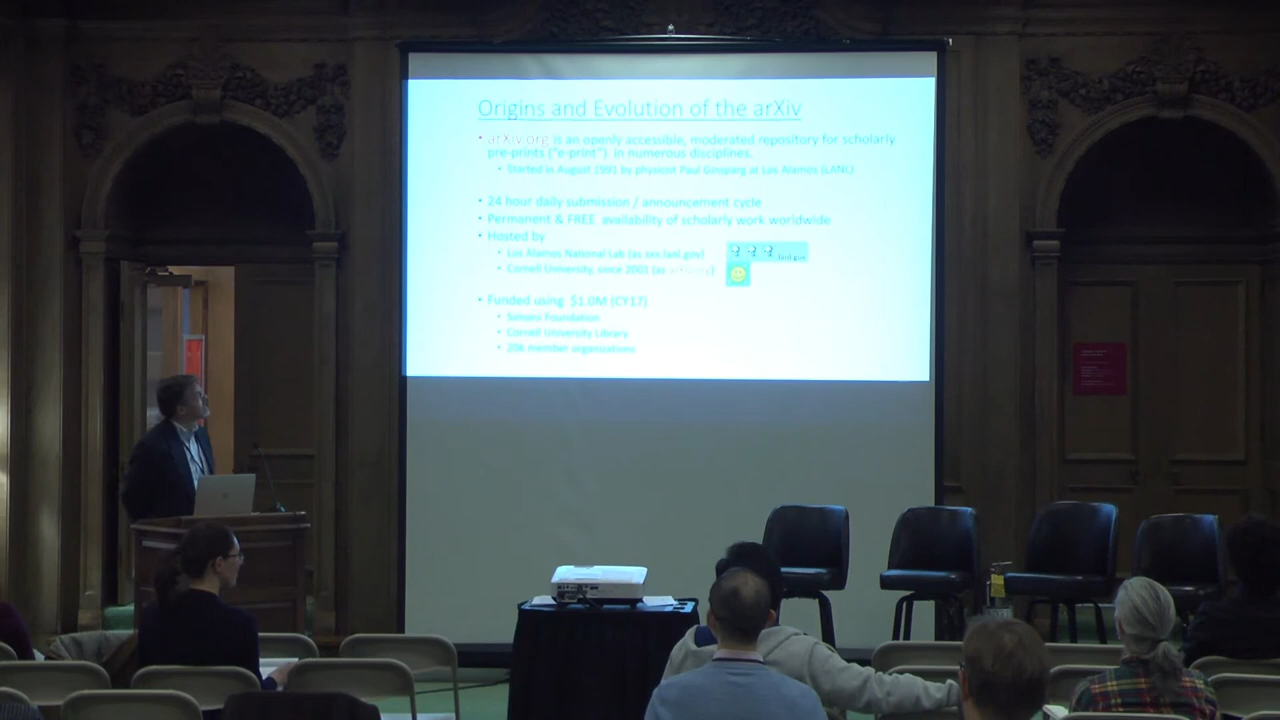 Origins and Evolution of the arXiv
• arXiv.org is an openly accessible, moderated repository for scholarly
pre-prints ("e-print") in numerous disciplines.
• Started in August 1991 by physicist Paul Ginsparg at Los Alamos (LANL)
• 24 hour daily submission / announcement cycle
• Permanent & FREE availability of scholarly work worldwide
• Hosted by
• Los Alamos National Lab (as xxx.lanl.gov)
lanl.gov
• Cornell University, since 2001 (as arXiv.org)
• Funded using $1.0M (CY17)
• Simons Foundation
• Cornell University Library
• 206 member organizations